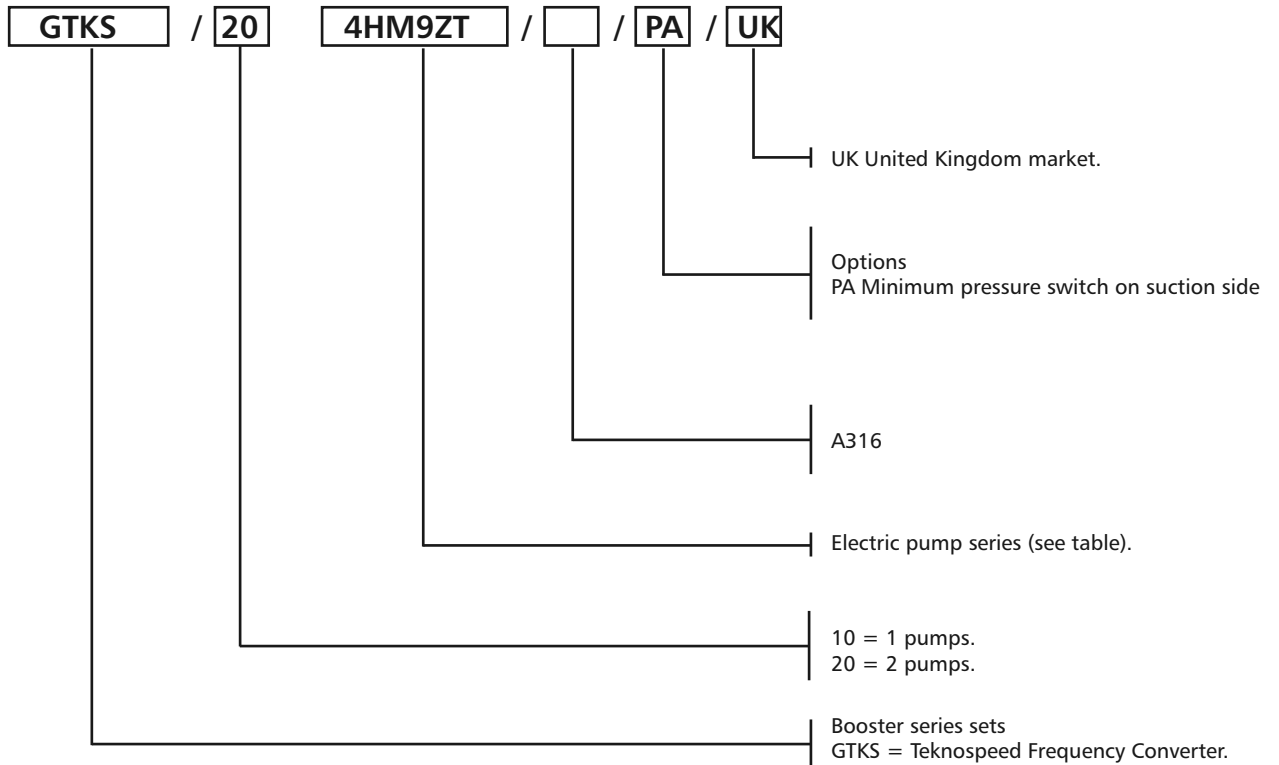 GTKS / 20 4HM9ZT / / PA / UK
UK United Kingdom market.
Options
PA Minimum pressure switch on suction side
A316
Electric pump series (see table).
10 = 1 pumps.
20 = 2 pumps.
Booster series sets
GTKS = Teknospeed Frequency Converter.